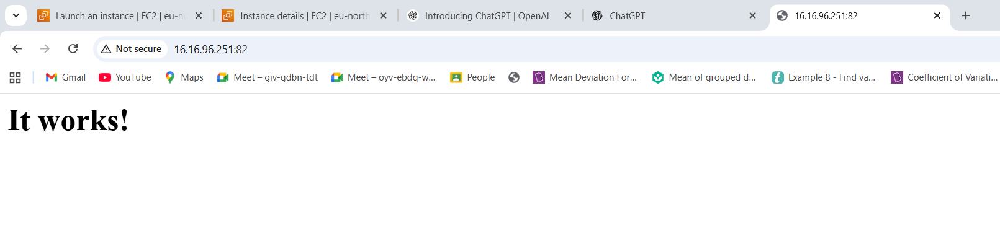 Launch an instance | EC2 | eu-n
Instance details | EC2 | eu-north
Introducing ChatGPT | OpenAI
ChatGPT
16.16.96.251:82
Not secure 16.16.96.251:82
Gmail YouTube Maps Meet – giv-gdbn-tdt Meet – oyv-ebdq-w... People Mean Deviation For... Mean of grouped d... Example 8 - Find va... Coefficient of Variati...
It works!